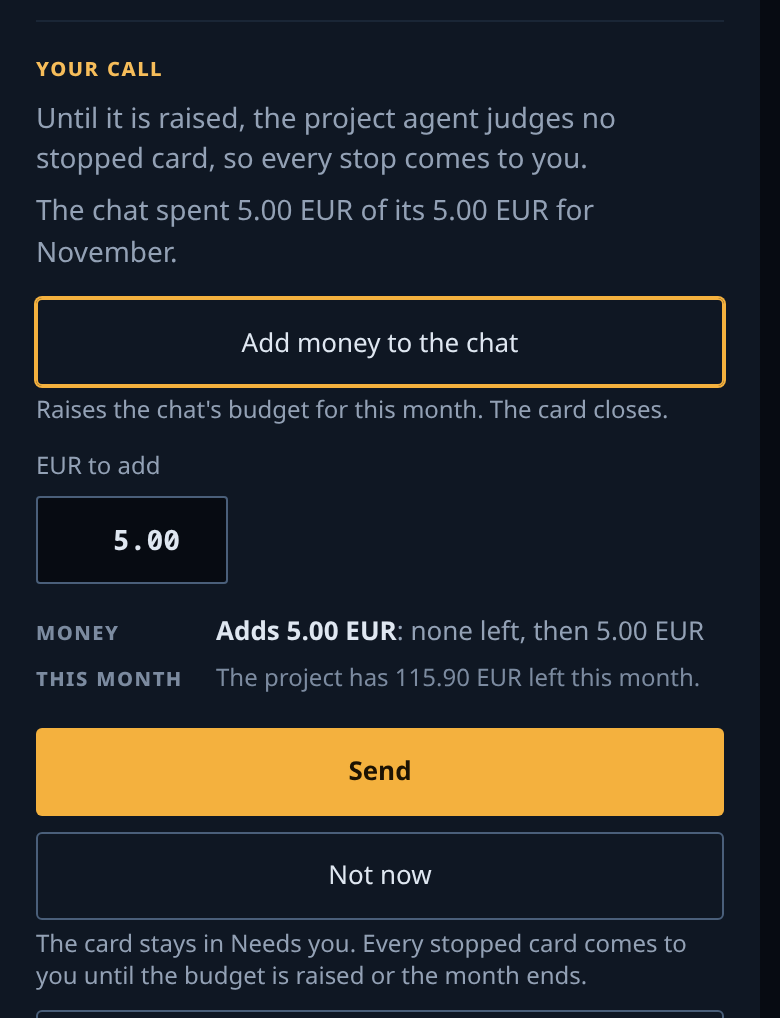 YOUR CALL
Until it is raised, the project agent judges no
stopped card, so every stop comes to you.
The chat spent 5.00 EUR of its 5.00 EUR for
November.
Add money to the chat
Raises the chat's budget for this month. The card closes.
EUR to add
5.00
MONEY Adds 5.00 EUR: none left, then 5.00 EUR
THIS MONTH The project has 115.90 EUR left this month.
Send
Not now
The card stays in Needs you. Every stopped card comes to
you until the budget is raised or the month ends.